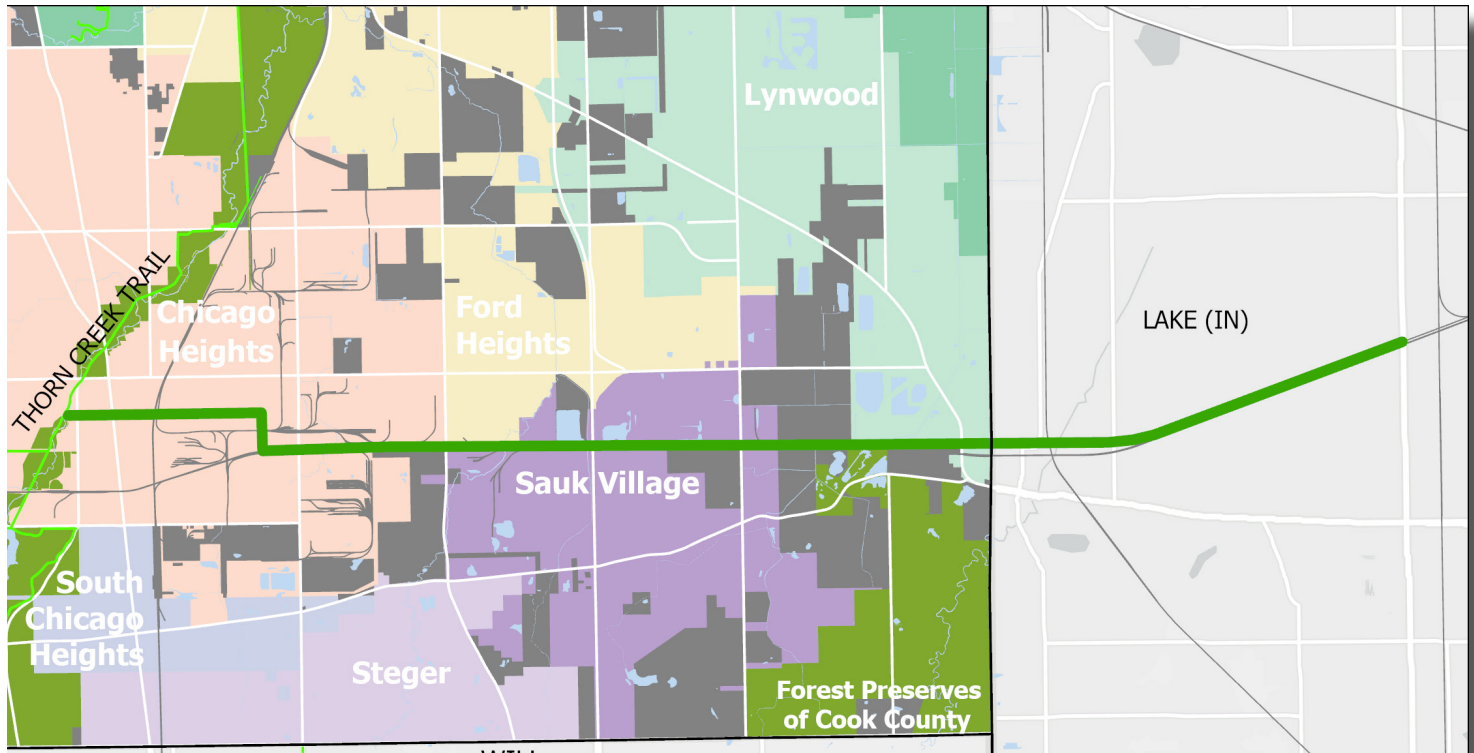 Lynwood
THORN CREEK TRAIL
Chicago
Heights
Ford
Heights
LAKE (IN)
Sauk Village
South
Chicago
Heights
Steger
Forest Preserves
of Cook County